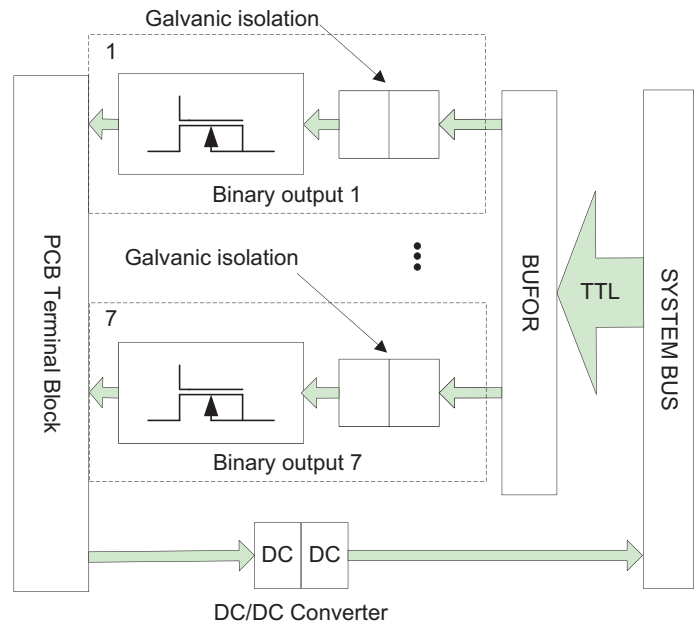 Galvanic isolation
1
Binary output 1
Galvanic isolation
7
Binary output 7
PCB Terminal Block
BUFOR
TTL
SYSTEM BUS
DC DC
DC/DC Converter